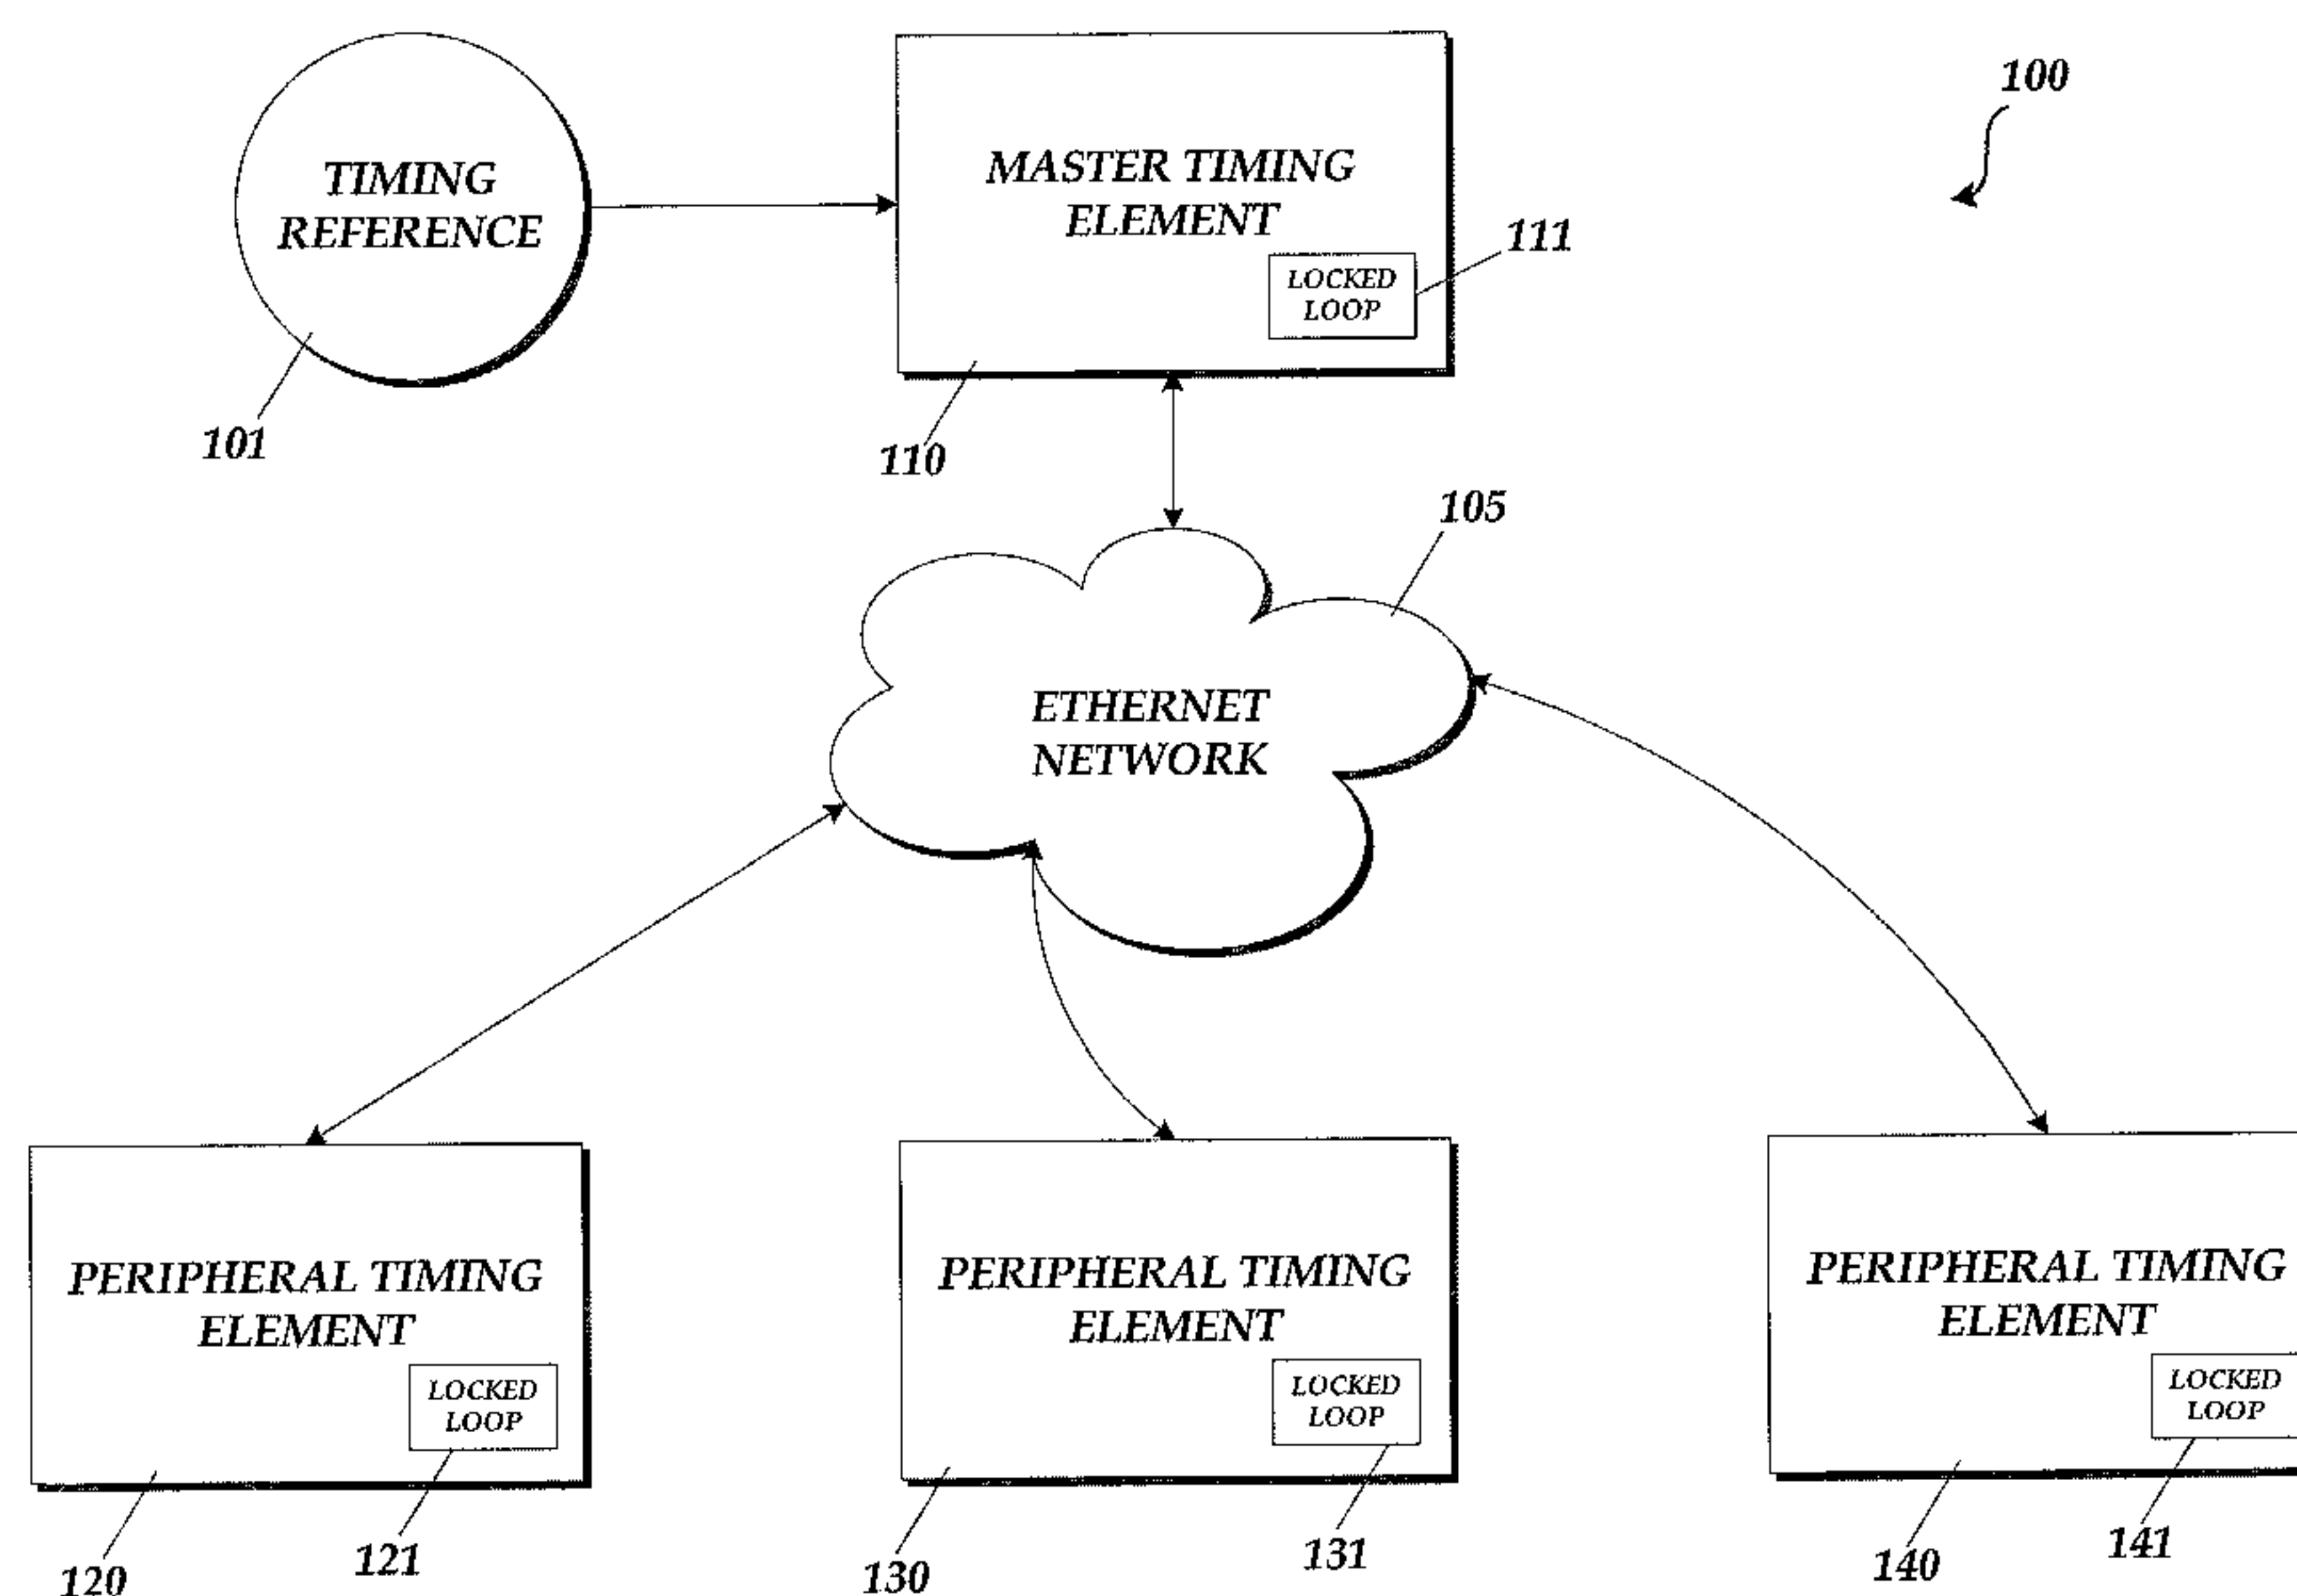 100
TIMING
REFERENCE
MASTER TIMING
ELEMENT
LOCKED
LOOP
111
101
110
105
ETHERNET
NETWORK
PERIPHERAL TIMING
ELEMENT
LOCKED
LOOP
PERIPHERAL TIMING
ELEMENT
LOCKED
LOOP
PERIPHERAL TIMING
ELEMENT
LOCKED
LOOP
120
121
130
131
140
141